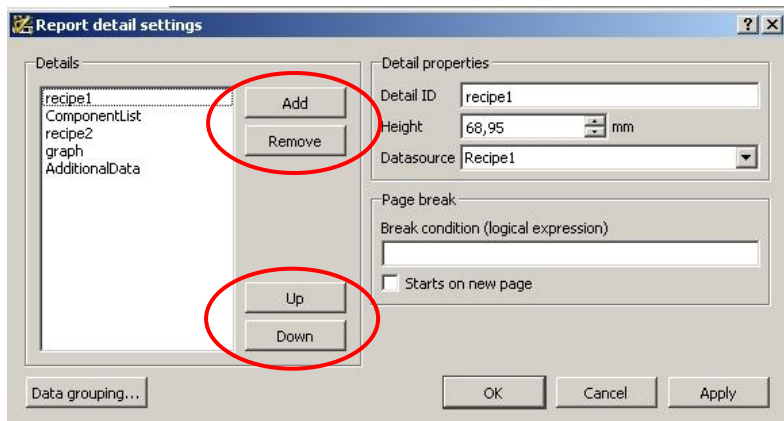 Report detail settings
Details
recipe1
ComponentList
recipe2
graph
AdditionalData
Add
Remove
Up
Down
Detail properties
Detail ID recipe1
Height 68,95 mm
Datasource Recipe1
Page break
Break condition (logical expression)
Starts on new page
Data grouping...
OK Cancel Apply